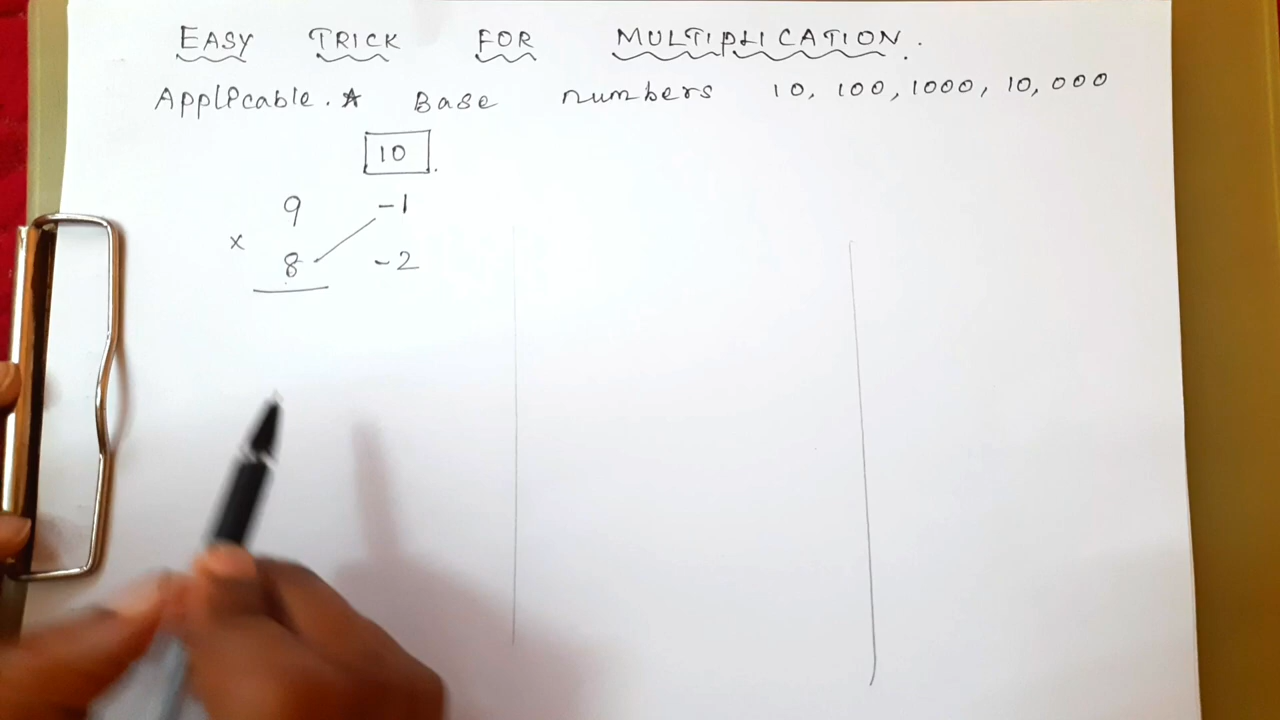 EASY TRICK FOR MULTIPLICATION.
Applicable. ★ Base numbers 10, 100, 1000, 10,000
10.
9 -1
x
8 -2